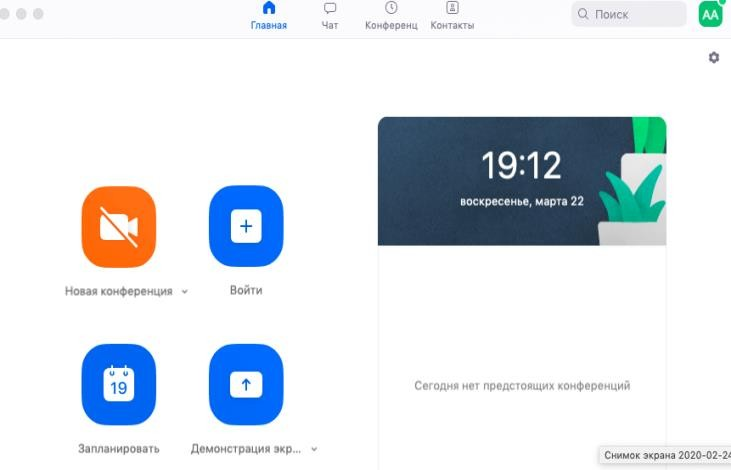 Главная
Чат
Конференц
Контакты
Поиск
AA
19:12
воскресенье, марта 22
Новая конференция
Войти
19
Запланировать
Демонстрация экр...
Сегодня нет предстоящих конференций
Снимок экрана 2020-02-24